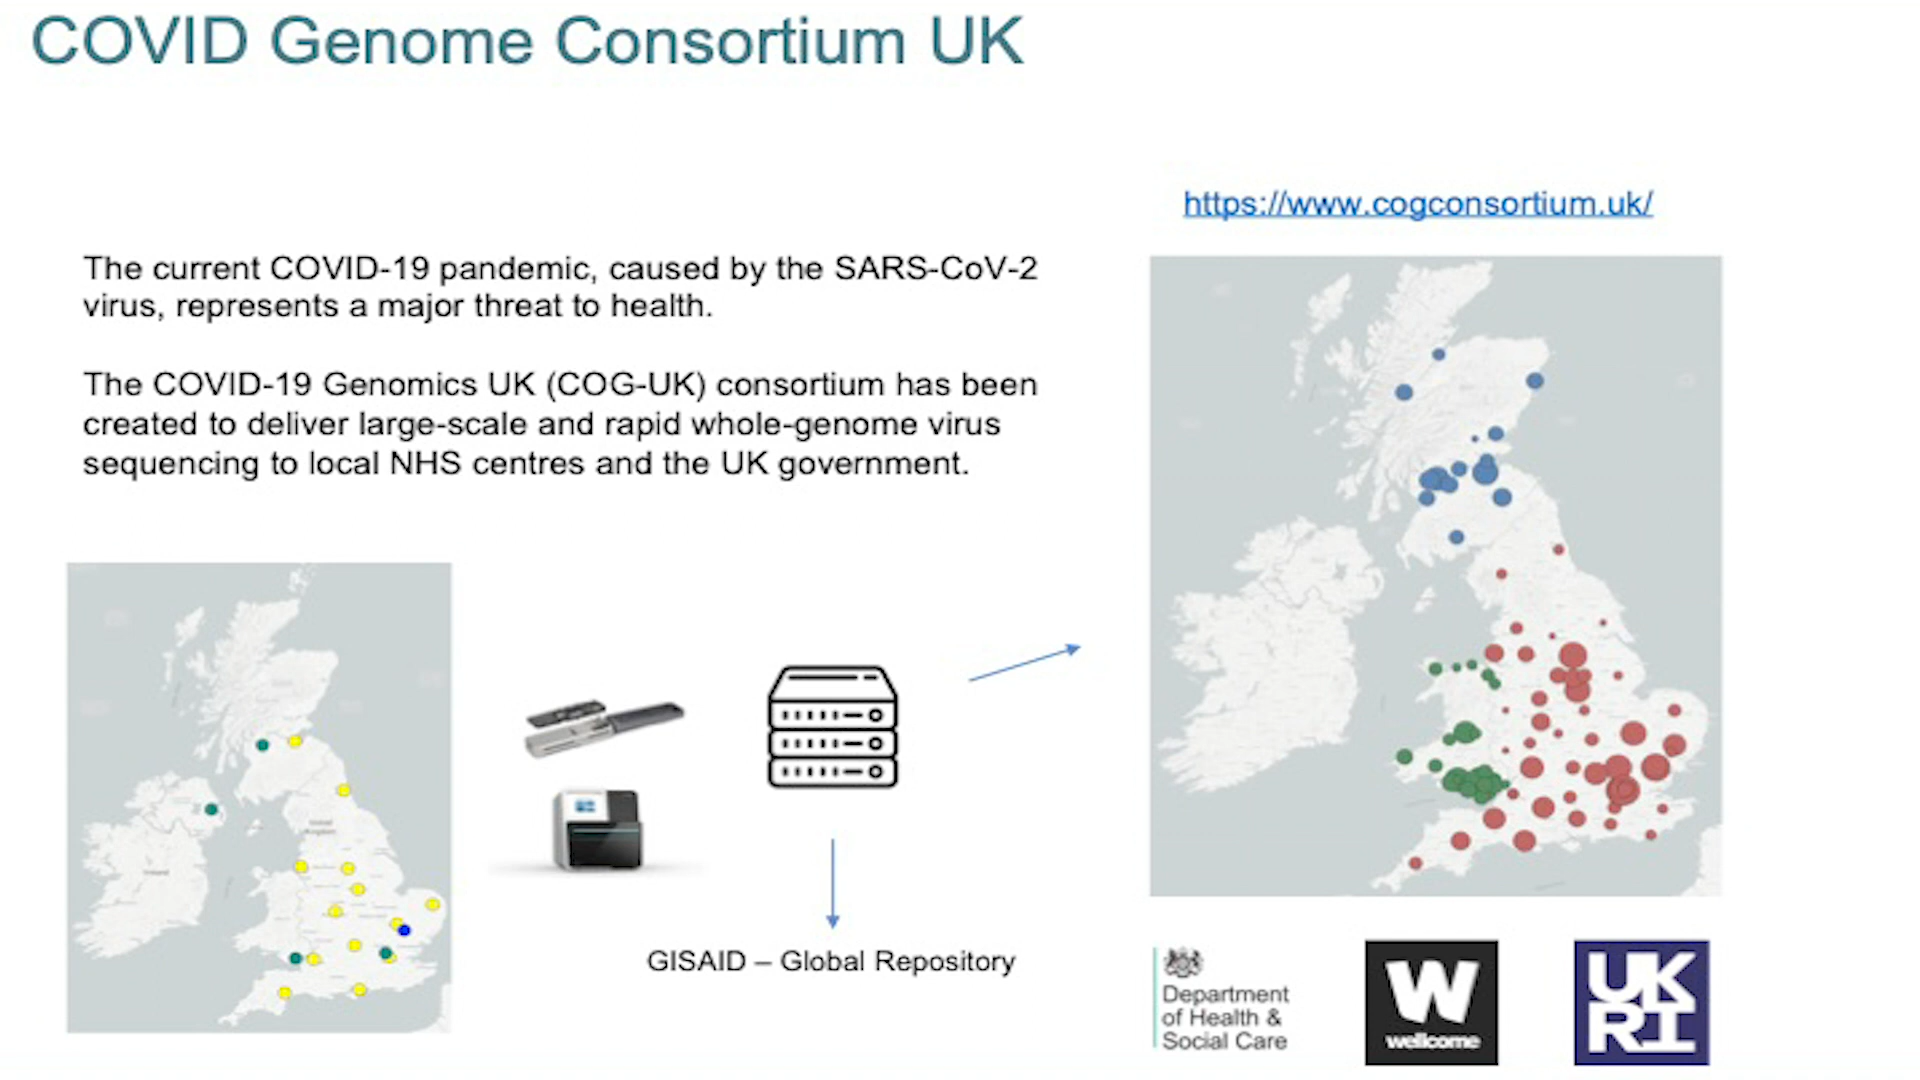 COVID Genome Consortium UK
https://www.cogconsortium.uk/
The current COVID-19 pandemic, caused by the SARS-CoV-2
virus, represents a major threat to health.
The COVID-19 Genomics UK (COG-UK) consortium has been
created to deliver large-scale and rapid whole-genome virus
sequencing to local NHS centres and the UK government.
United
Kingdom
Ireland
GISAID – Global Repository
Department
of Health &
Social Care
W
wellcome
UK
RI